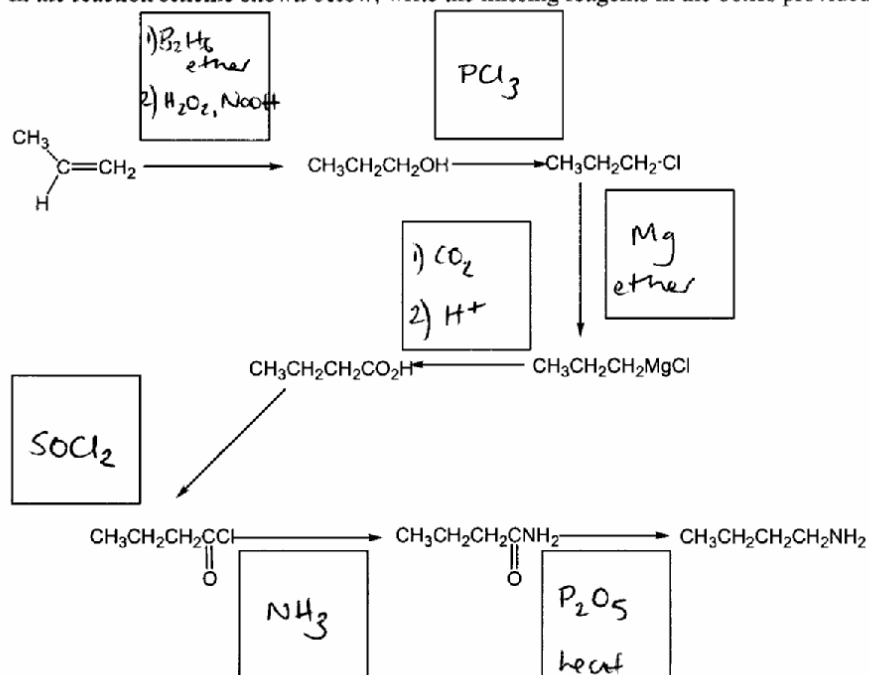 in the reaction scheme shown below, write the missing reagents in the boxes provided
1) B2H6
ether
2) H2O2, NaOH
PCl3
CH3
C=CH2
H
CH3CH2CH2OH
CH3CH2CH2-Cl
Mg
ether
1) CO2
2) H+
CH3CH2CH2CO2H
CH3CH2CH2MgCl
SOCl2
CH3CH2CH2CCl
O
CH3CH2CH2CNH2
O
CH3CH2CH2CH2NH2
NH3
P2O5
heat